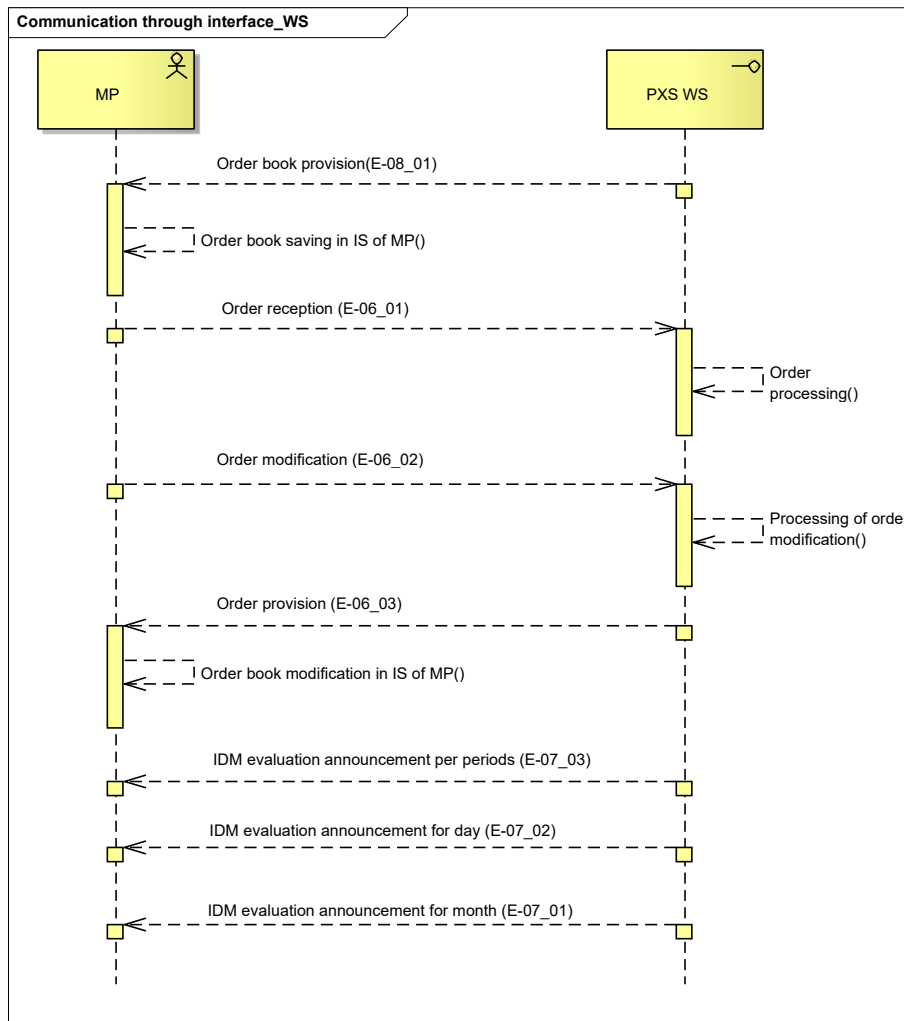 Communication through interface_WS
MP
PXS WS
Order book provision(E-08_01)
Order book saving in IS of MP()
Order reception (E-06_01)
Order
processing()
Order modification (E-06_02)
Processing of orde
modification()
Order provision (E-06_03)
Order book modification in IS of MP()
IDM evaluation announcement per periods (E-07_03)
IDM evaluation announcement for day (E-07_02)
IDM evaluation announcement for month (E-07_01)